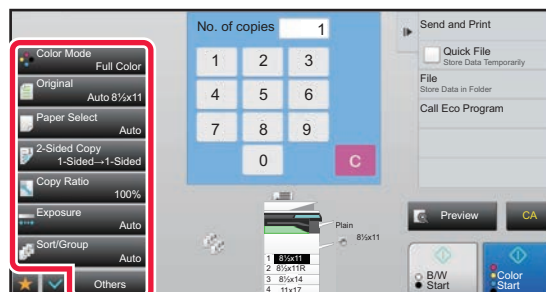 Color Mode
Full Color
Original
Auto 8½x11
Paper Select
Auto
2-Sided Copy
1-Sided→1-Sided
Copy Ratio
100%
Exposure
Auto
Sort/Group
Auto
Others
No. of copies 1
1 2 3
4 5 6
7 8 9
0 C
Plain
8½x11
1 8½x11
2 8½x11R
3 8½x14
4 11x17
Send and Print
Quick File
Store Data Temporarily
File
Store Data in Folder
Call Eco Program
Preview CA
B/W
Start
Color
Start